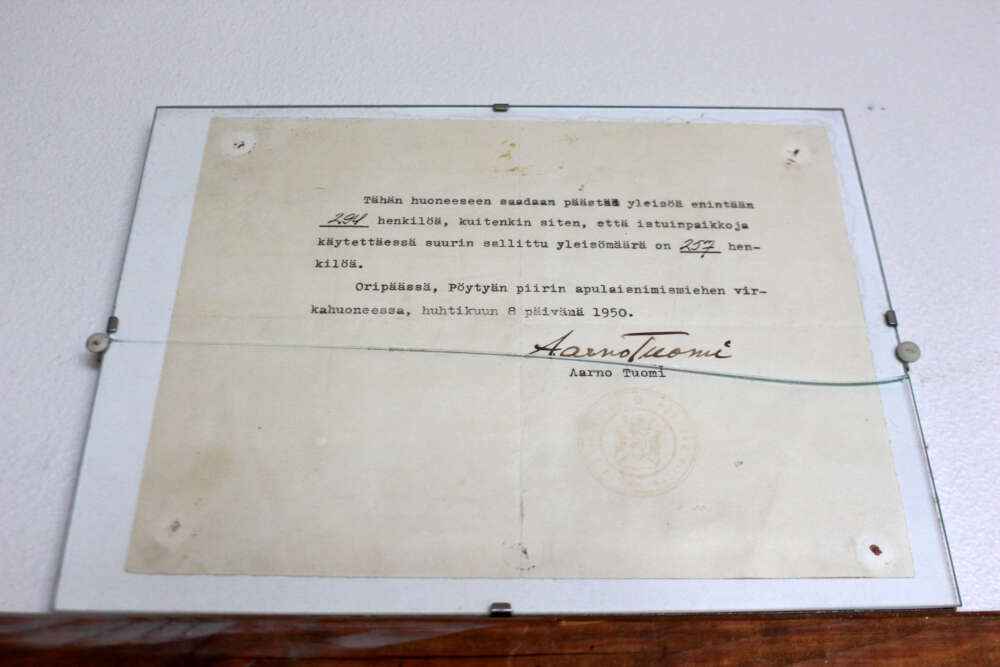 Tähän huoneeseen saadaan päästää yleisöä enintään
294 henkilöä, kuitenkin siten, että istuinpaikkoja
käytettäessä suurin sallittu yleisömäärä on 257 hen-
kilöä.
Oripäässä, Pöytyän piirin apulaisnimismiehen vir-
kahuoneessa, huhtikuun 8 päivänä 1950.
Aarno Tuomi
Aarno Tuomi